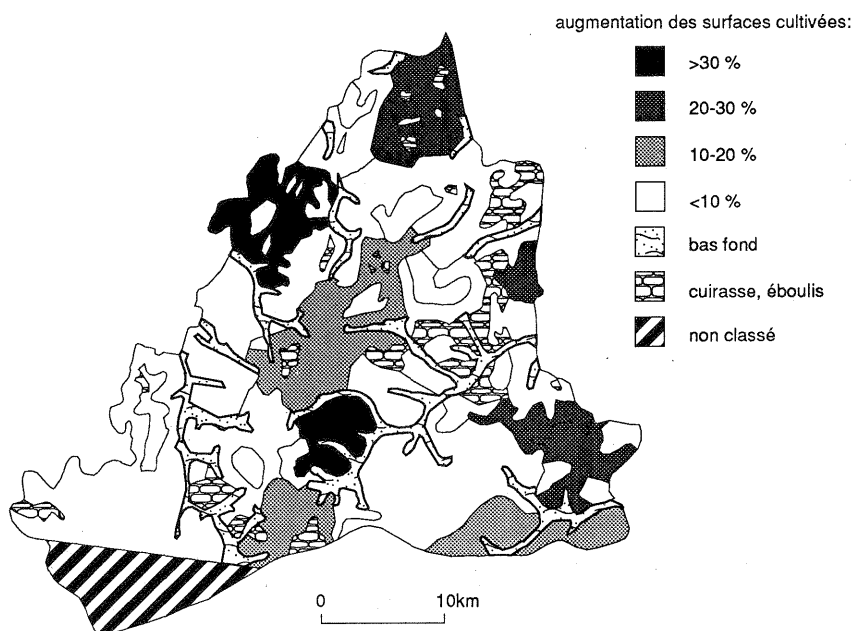 augmentation des surfaces cultivées:
>30 %
20-30 %
10-20 %
<10 %
bas fond
cuirasse, éboulis
non classé
0 10km